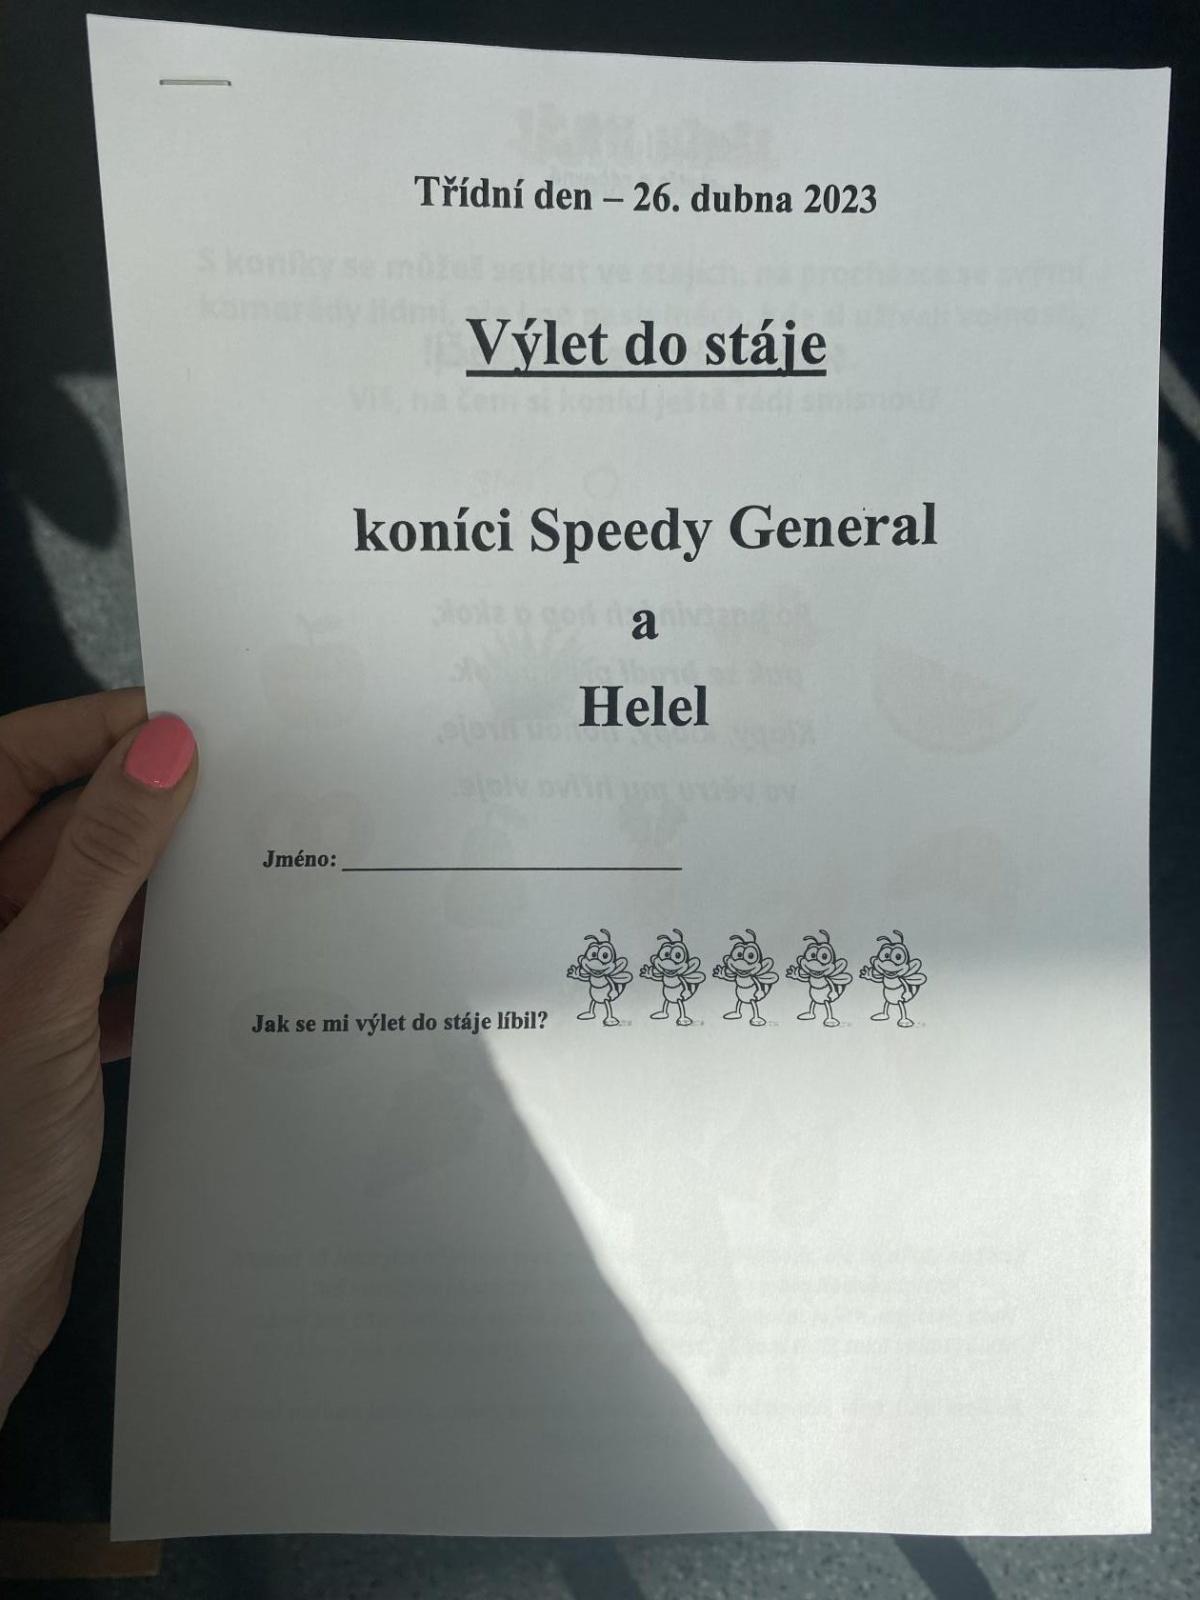 Třídní den – 26. dubna 2023
Výlet do stáje
koníci Speedy General
a
Helel
Jméno:
Jak se mi výlet do stáje líbil?